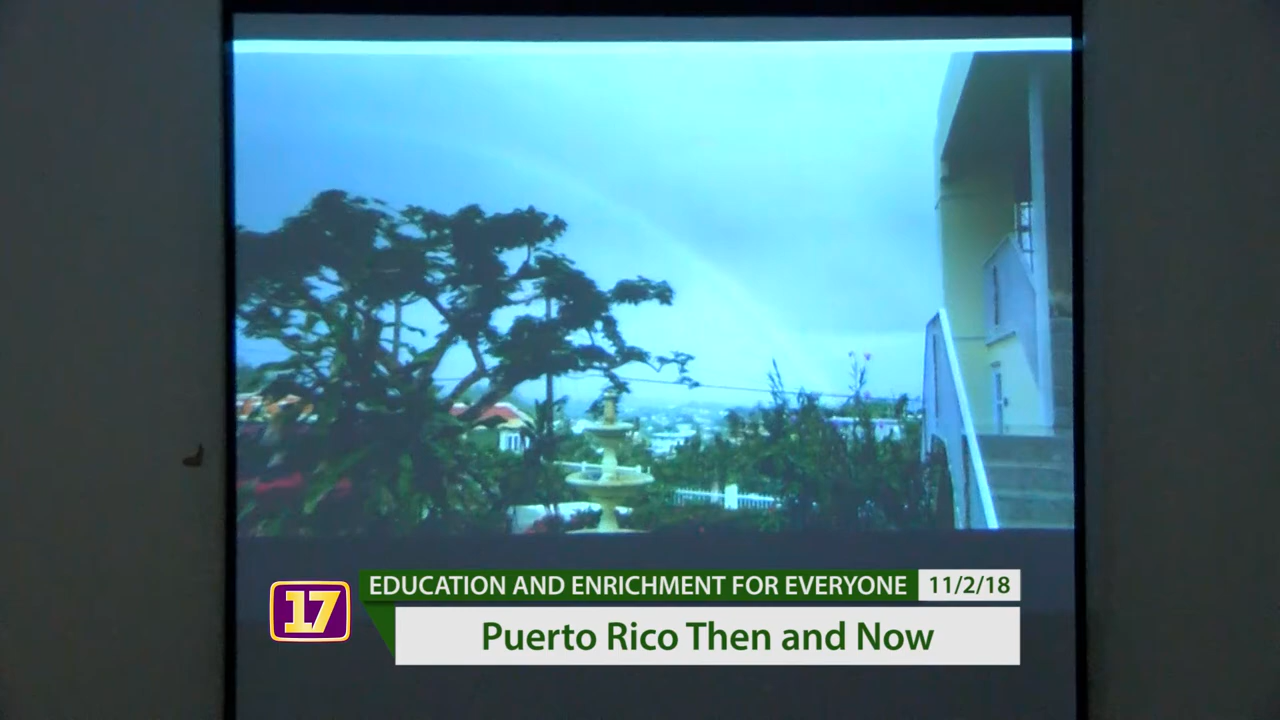 17
EDUCATION AND ENRICHMENT FOR EVERYONE
11/2/18
Puerto Rico Then and Now